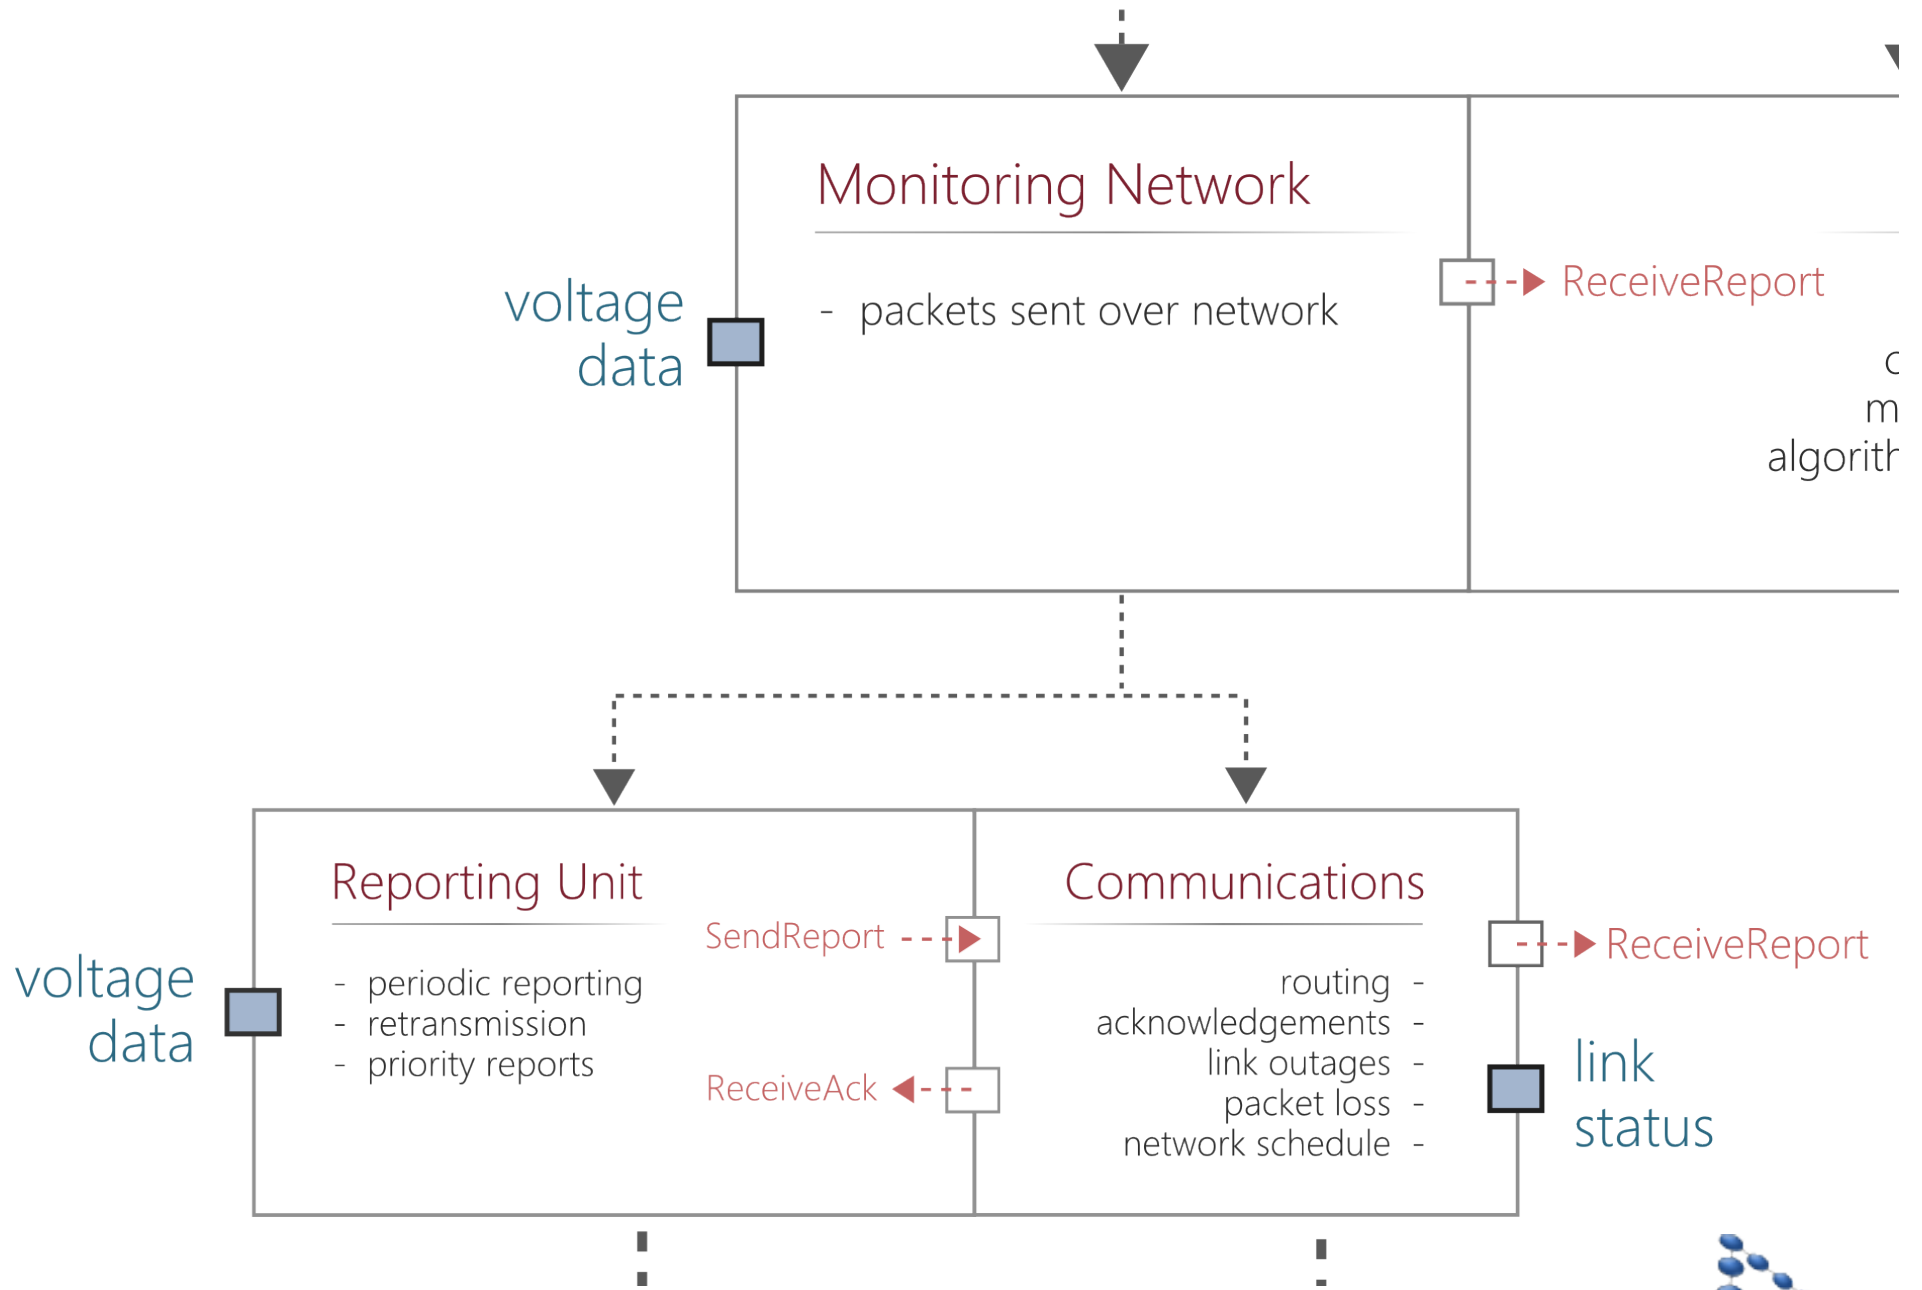 Monitoring Network
voltage
data
- packets sent over network
ReceiveReport
Reporting Unit
SendReport
- periodic reporting
- retransmission
- priority reports
voltage
data
ReceiveAck
Communications
ReceiveReport
routing -
acknowledgements -
link outages -
packet loss -
network schedule -
link
status